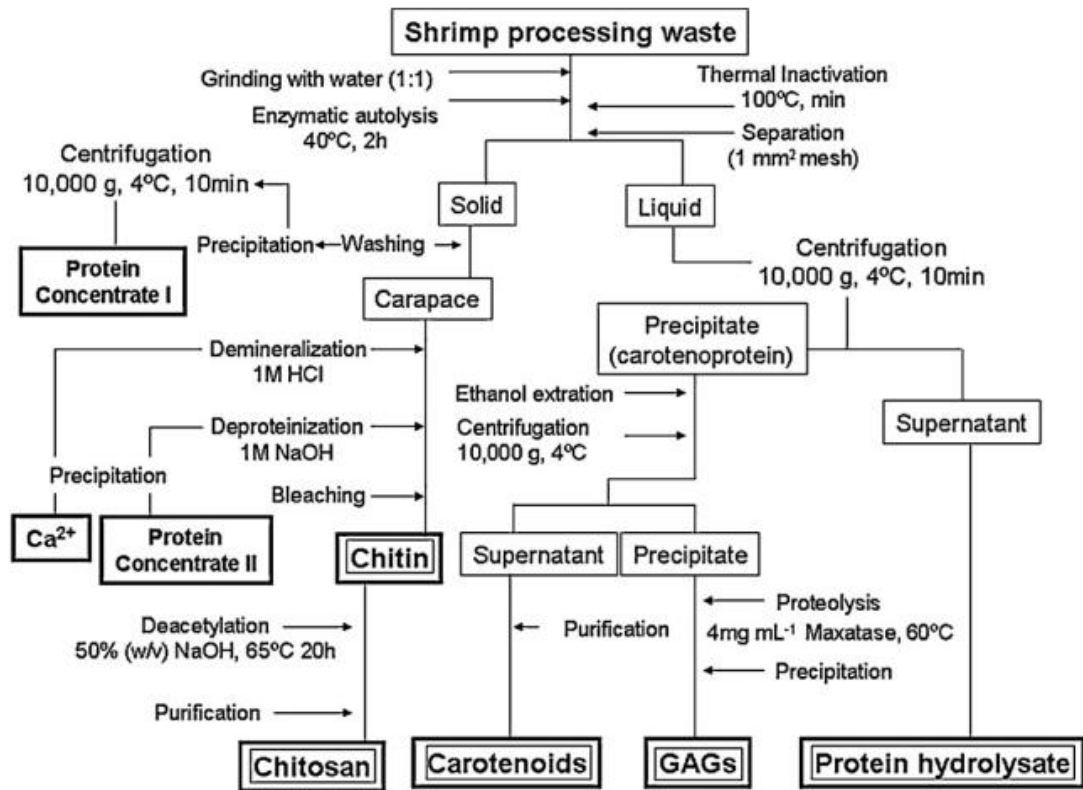 Shrimp processing waste
Grinding with water (1:1)
Thermal Inactivation
100ºC, min
Enzymatic autolysis
40ºC, 2h
Separation
(1 mm² mesh)
Centrifugation
10,000 g, 4ºC, 10min
Solid
Liquid
Precipitation
Washing
Centrifugation
10,000 g, 4ºC, 10min
Protein
Concentrate I
Carapace
Precipitate
(carotenoprotein)
Demineralization
1M HCl
Ethanol extration
Deproteinization
1M NaOH
Centrifugation
10,000 g, 4ºC
Supernatant
Precipitation
Bleaching
Ca²⁺
Protein
Concentrate II
Chitin
Supernatant
Precipitate
Deacetylation
50% (w/v) NaOH, 65ºC 20h
Purification
Proteolysis
4mg mL⁻¹ Maxatase, 60ºC
Precipitation
Purification
Chitosan
Carotenoids
GAGs
Protein hydrolysate